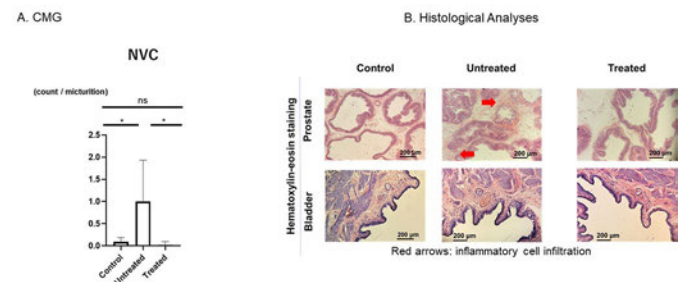 A. CMG
NVC
(count / micturition)
ns
*
*
2.5
2.0
1.5
1.0
0.5
0.0
Control
Untreated
Treated
B. Histological Analyses
Control
Untreated
Treated
Hematoxylin-eosin staining
Prostate
200 μm
200 μm
200 μm
Bladder
200 μm
200 μm
200 μm
Red arrows: inflammatory cell infiltration